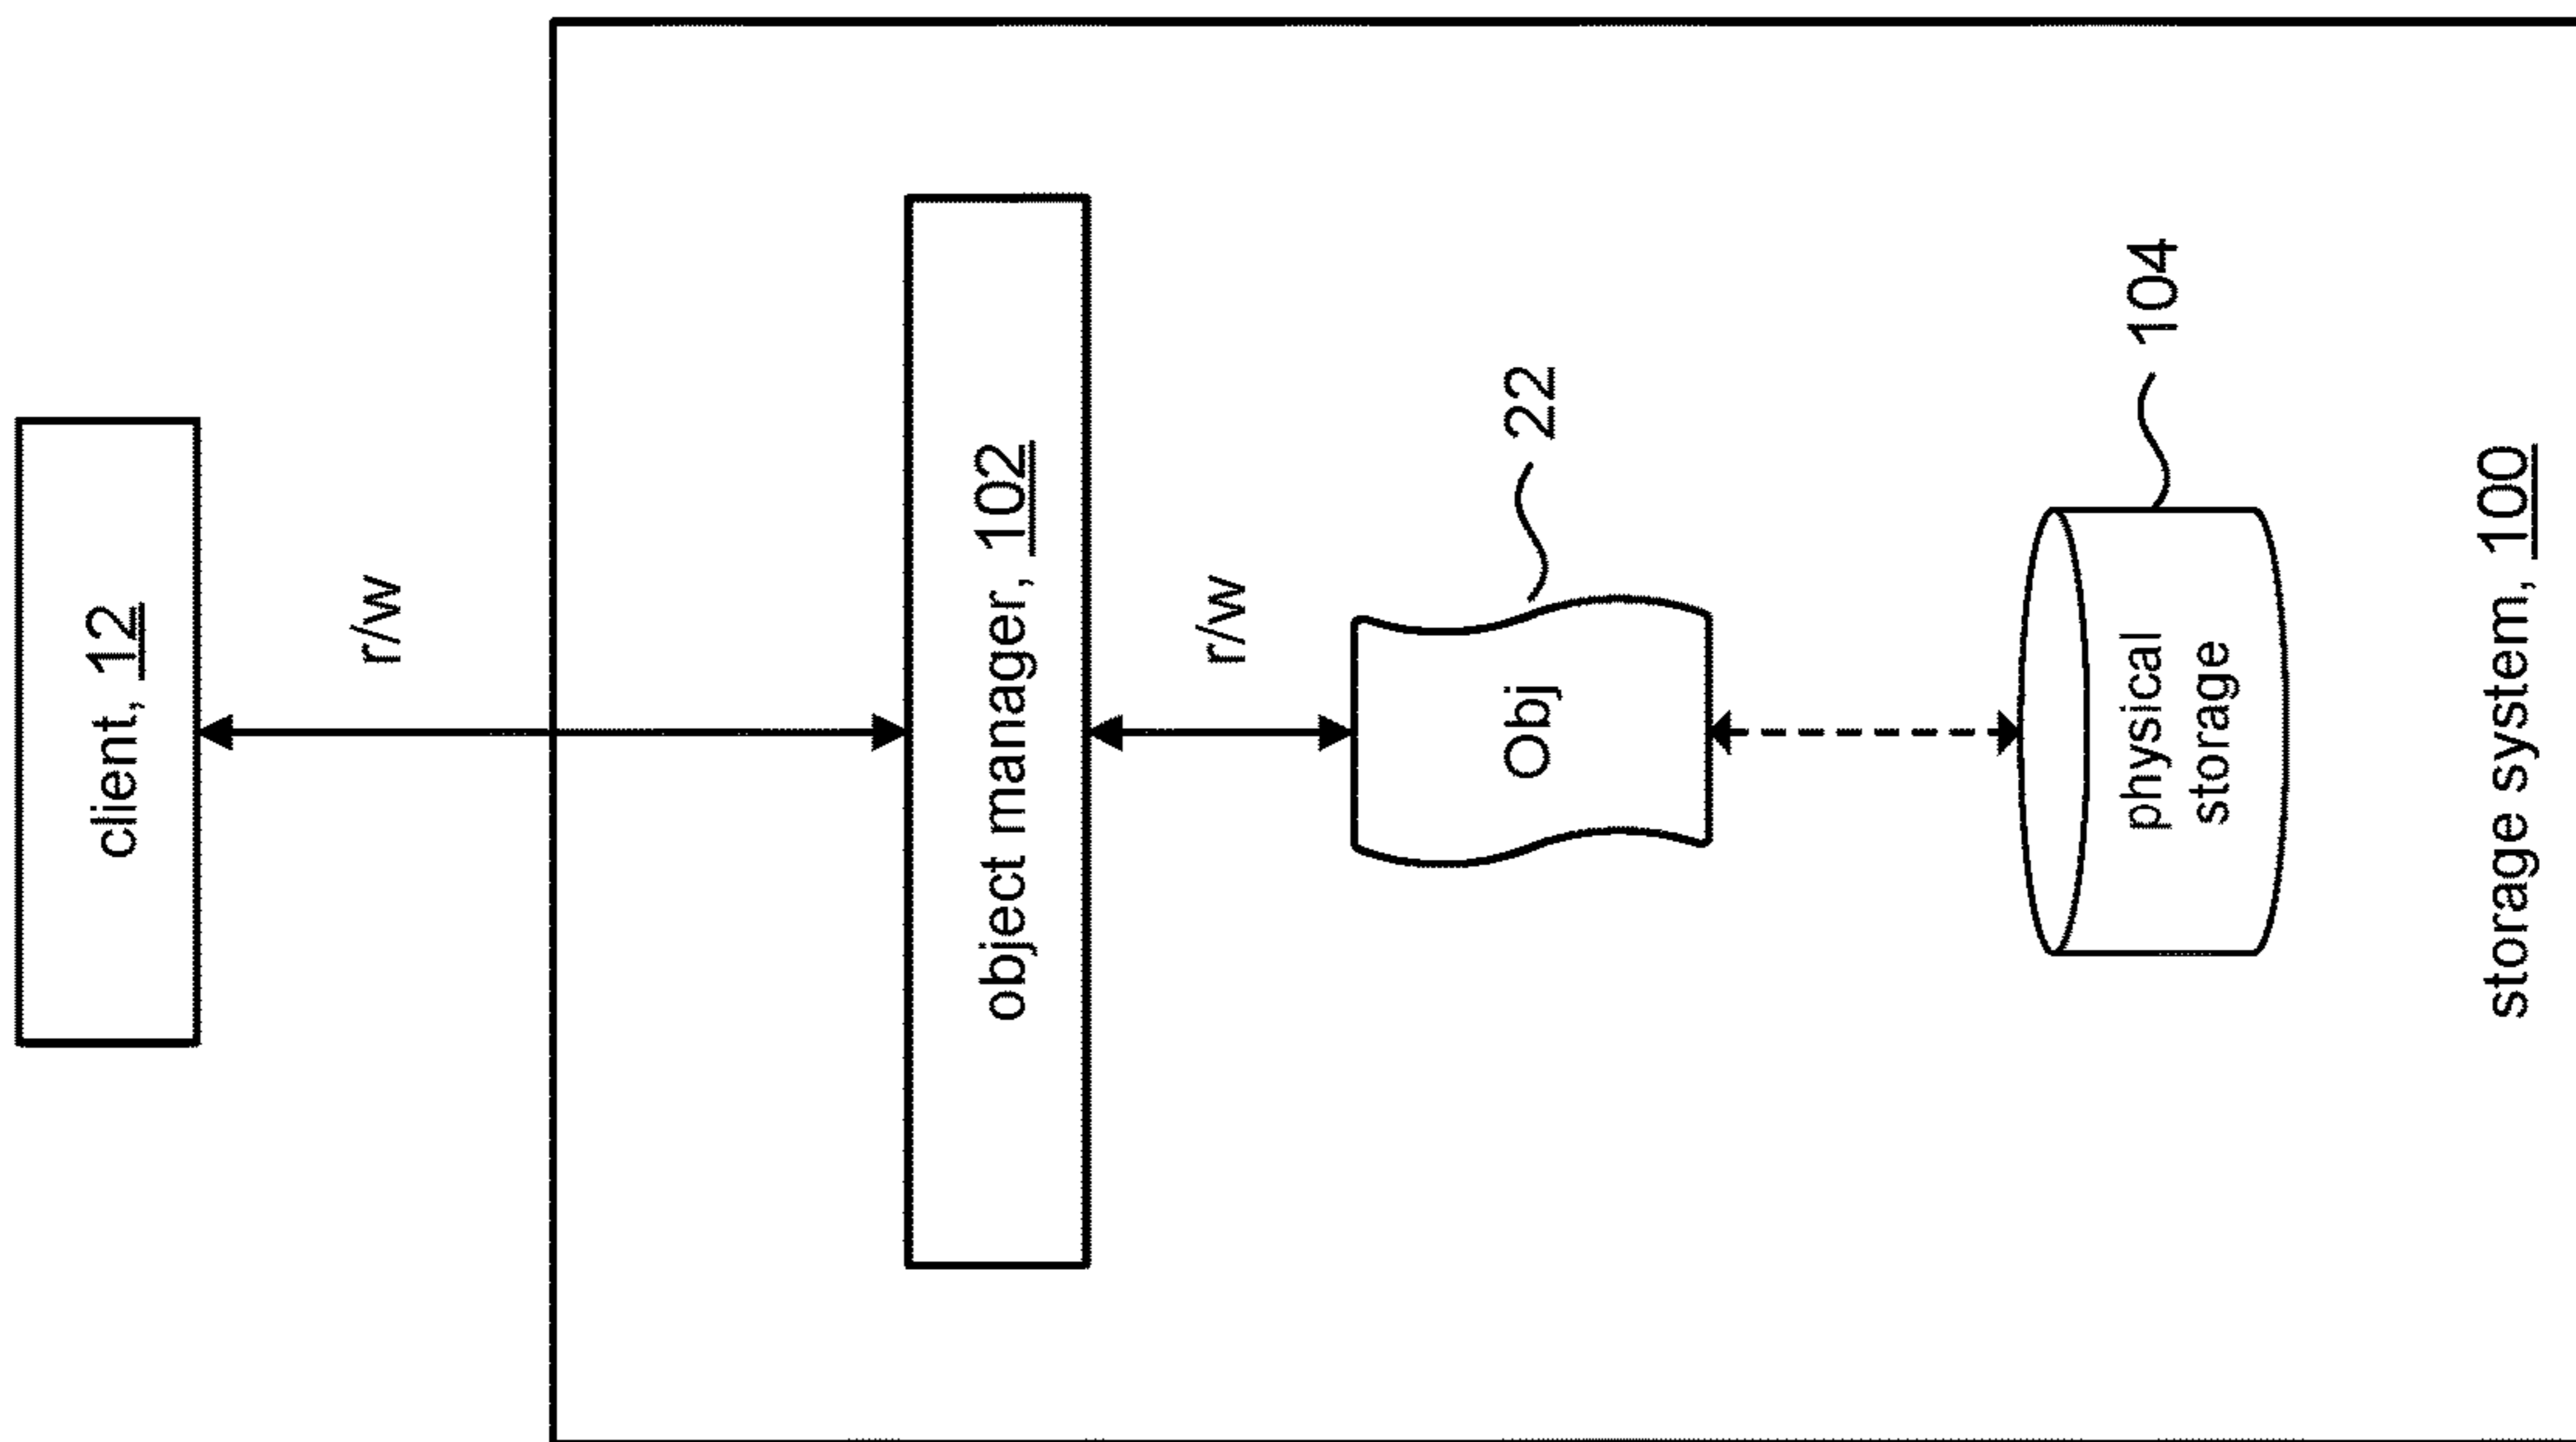 client, 12
r/w
object manager, 102
r/w
Obj
22
physical
storage
104
storage system, 100